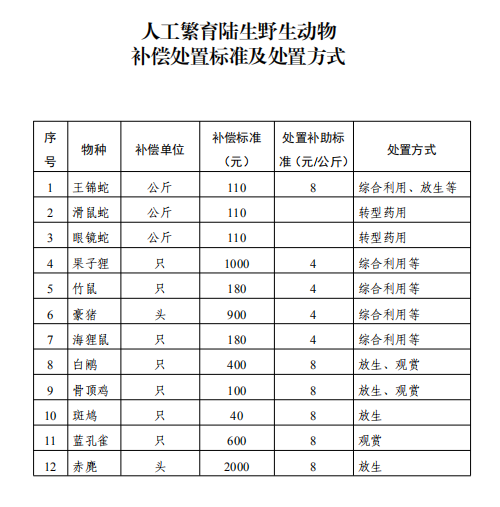 人工繁育陆生野生动物
补偿处置标准及处置方式
序号 物种 补偿单位 补偿标准（元） 处置补助标准（元/公斤） 处置方式
1 王锦蛇 公斤 110 8 综合利用、放生等
2 滑鼠蛇 公斤 110 转型药用
3 眼镜蛇 公斤 110 转型药用
4 果子狸 只 1000 4 综合利用等
5 竹鼠 只 180 4 综合利用等
6 豪猪 头 900 4 综合利用等
7 海狸鼠 只 180 4 综合利用等
8 白鹇 只 400 8 放生、观赏
9 骨顶鸡 只 100 8 放生、观赏
10 斑鸠 只 40 8 放生
11 蓝孔雀 只 600 8 观赏
12 赤麂 头 2000 8 放生